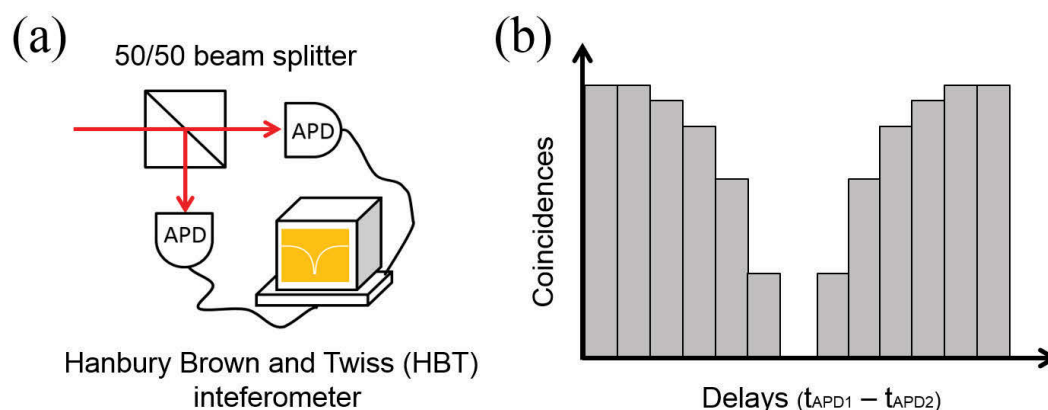 (a)
50/50 beam splitter
APD
APD
Hanbury Brown and Twiss (HBT)
inteferometer
(b)
Coincidences
Delays (tAPD1 – tAPD2)